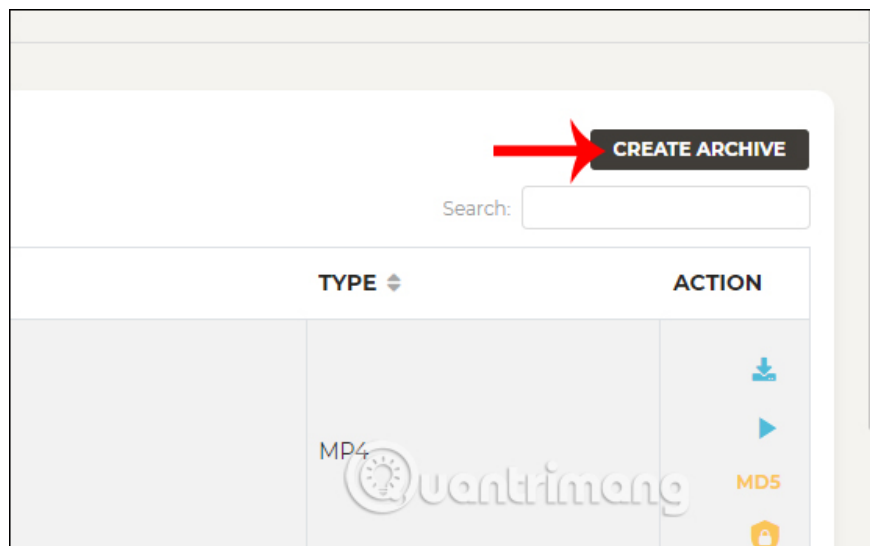 CREATE ARCHIVE
Search:
TYPE
ACTION
MP4
Quantrimang
MD5